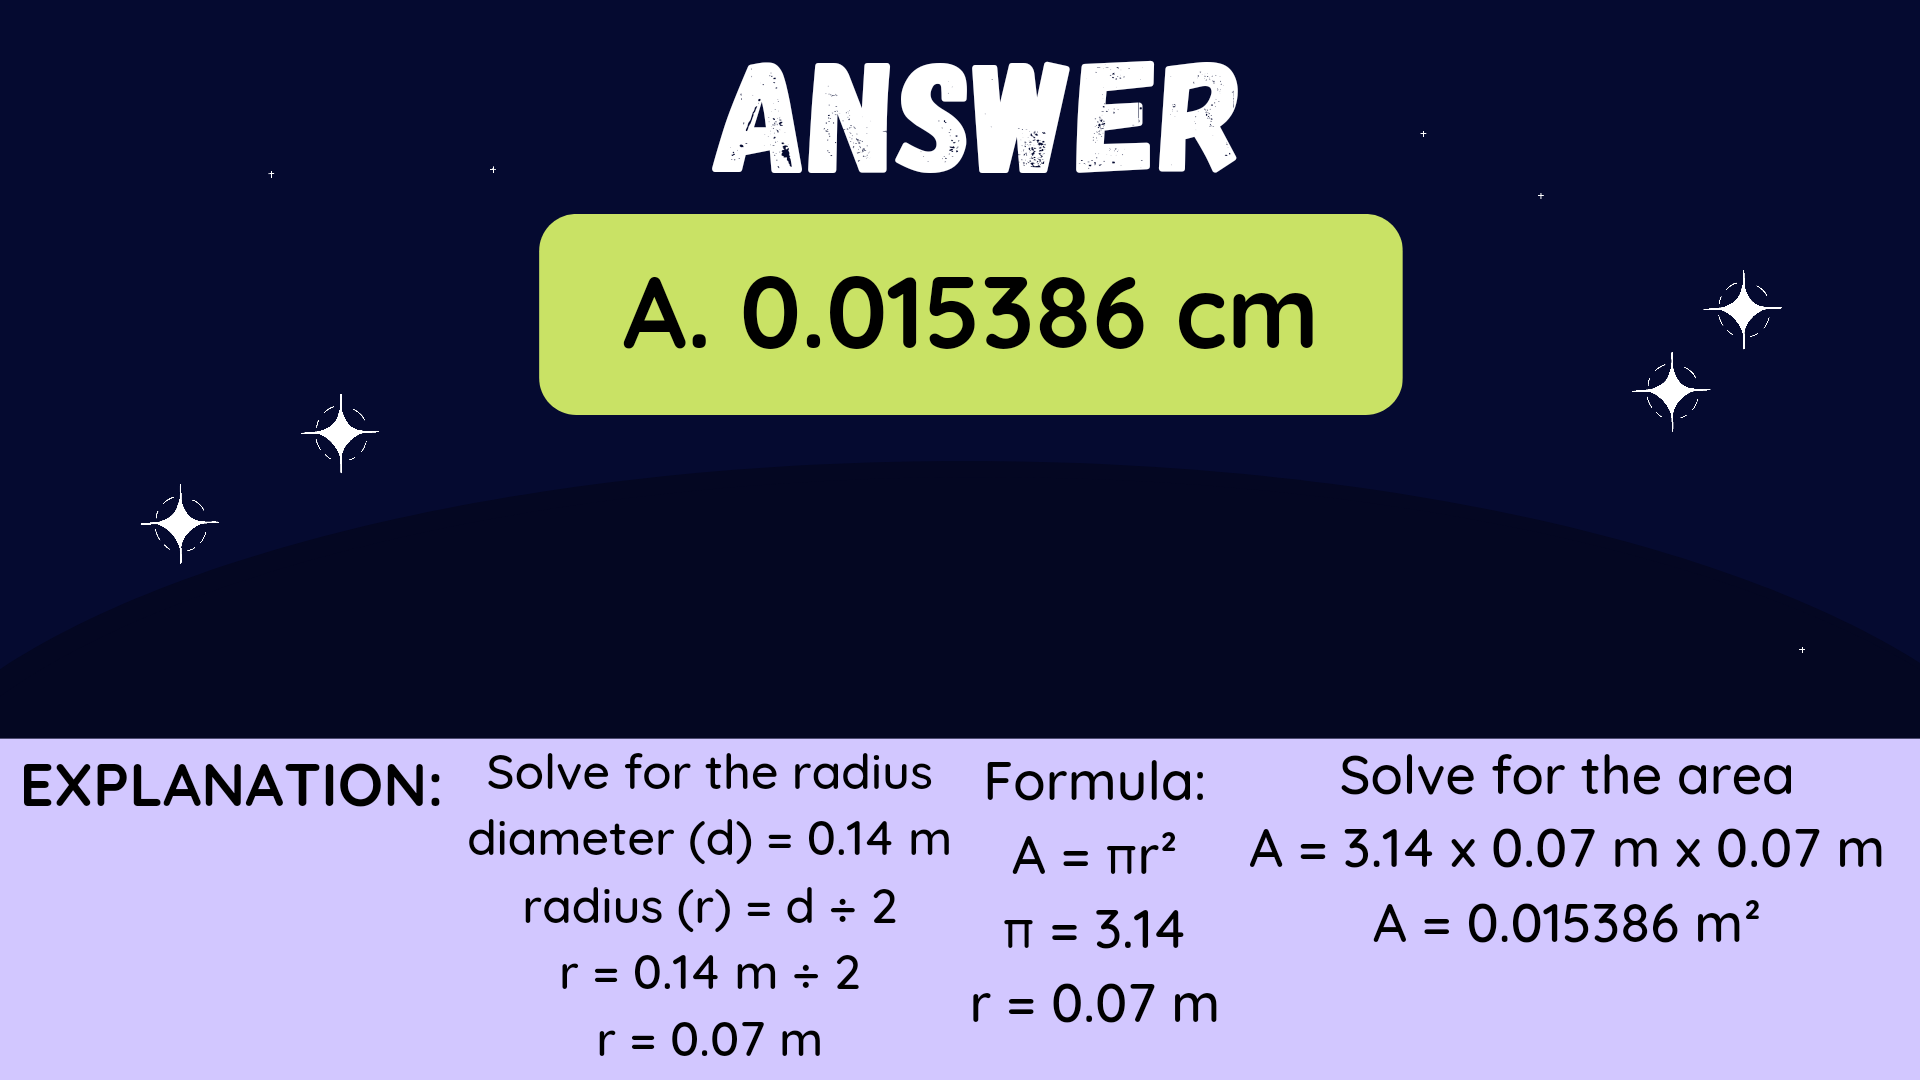 ANSWER
A. 0.015386 cm
EXPLANATION:
Solve for the radius
diameter (d) = 0.14 m
radius (r) = d ÷ 2
r = 0.14 m ÷ 2
r = 0.07 m
Formula:
A = πr²
π = 3.14
r = 0.07 m
Solve for the area
A = 3.14 x 0.07 m x 0.07 m
A = 0.015386 m²